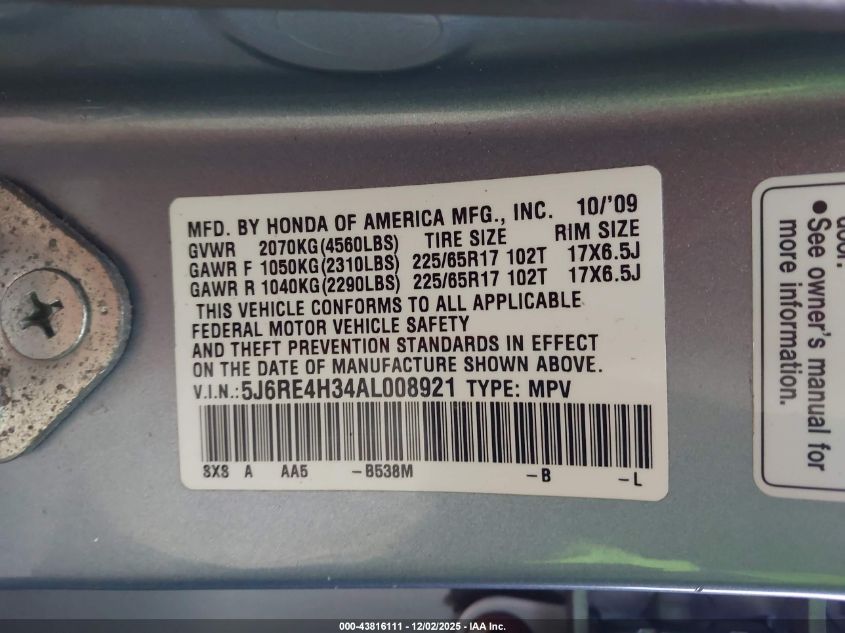 MFD. BY HONDA OF AMERICA MFG., INC. 10/'09
GVWR 2070KG(4560LBS) TIRE SIZE RIM SIZE
GAWR F 1050KG(2310LBS) 225/65R17 102T 17X6.5J
GAWR R 1040KG(2290LBS) 225/65R17 102T 17X6.5J
THIS VEHICLE CONFORMS TO ALL APPLICABLE
FEDERAL MOTOR VEHICLE SAFETY
AND THEFT PREVENTION STANDARDS IN EFFECT
ON THE DATE OF MANUFACTURE SHOWN ABOVE.
V.I.N.:5J6RE4H34AL008921 TYPE: MPV
SXS A AA5 -B538M -B -L
door.
●See owner's manual for
more information.
000-43816111 - 12/02/2025 - IAA Inc.